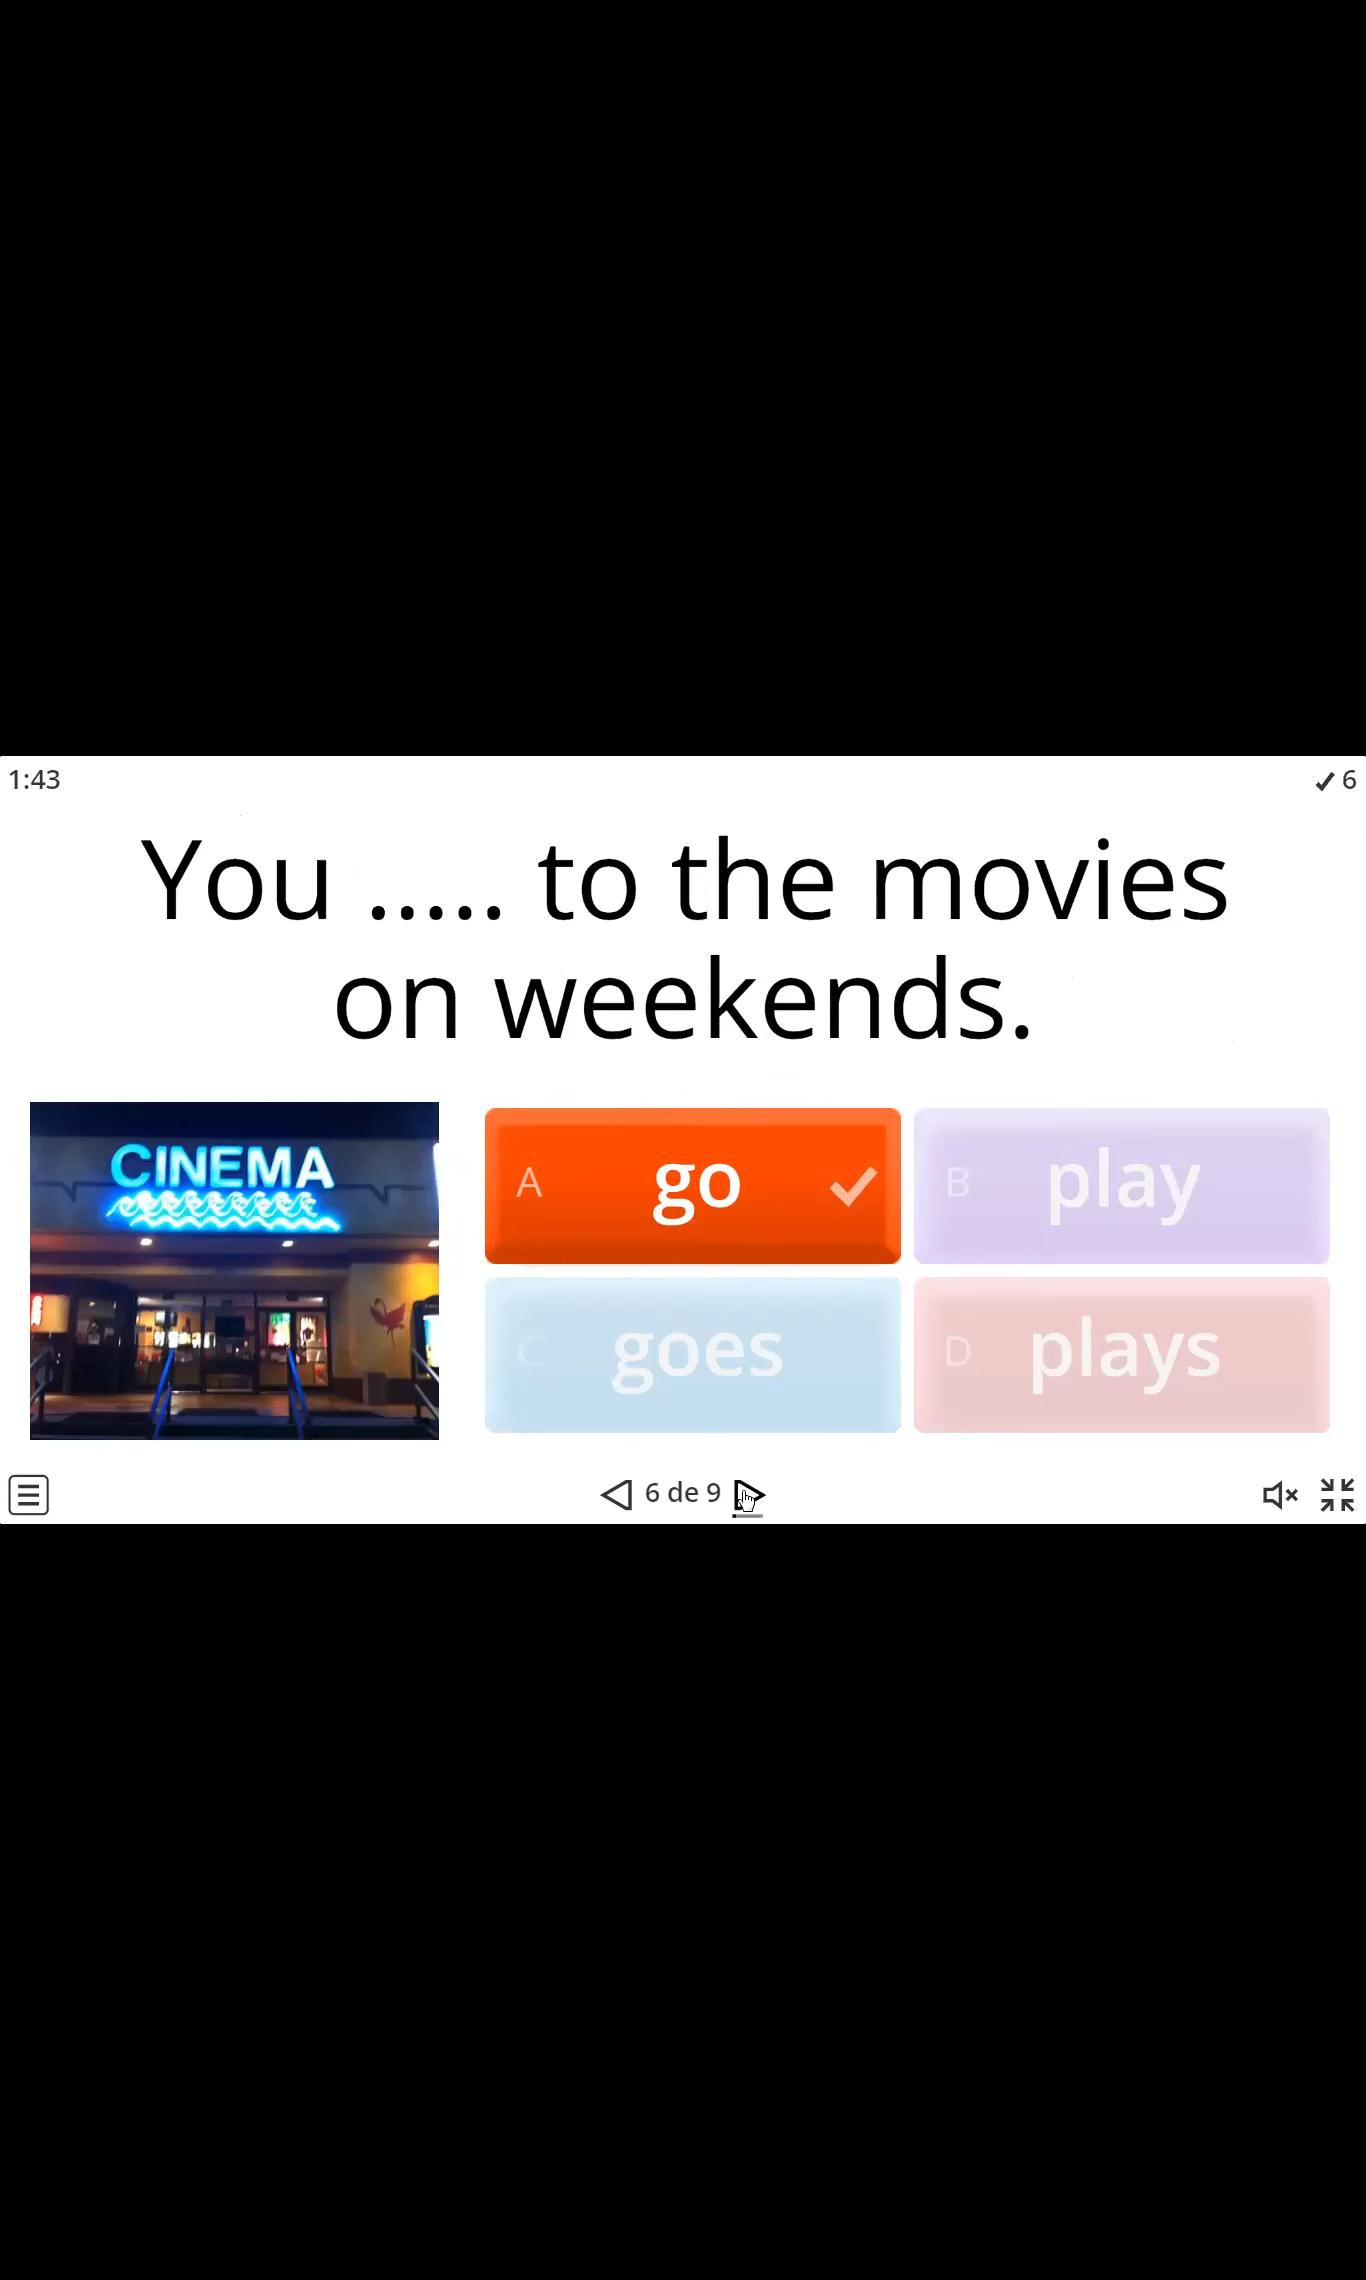 1:43
6
You ..... to the movies
on weekends.
CINEMA
A go
B play
C goes
D plays
6 de 9